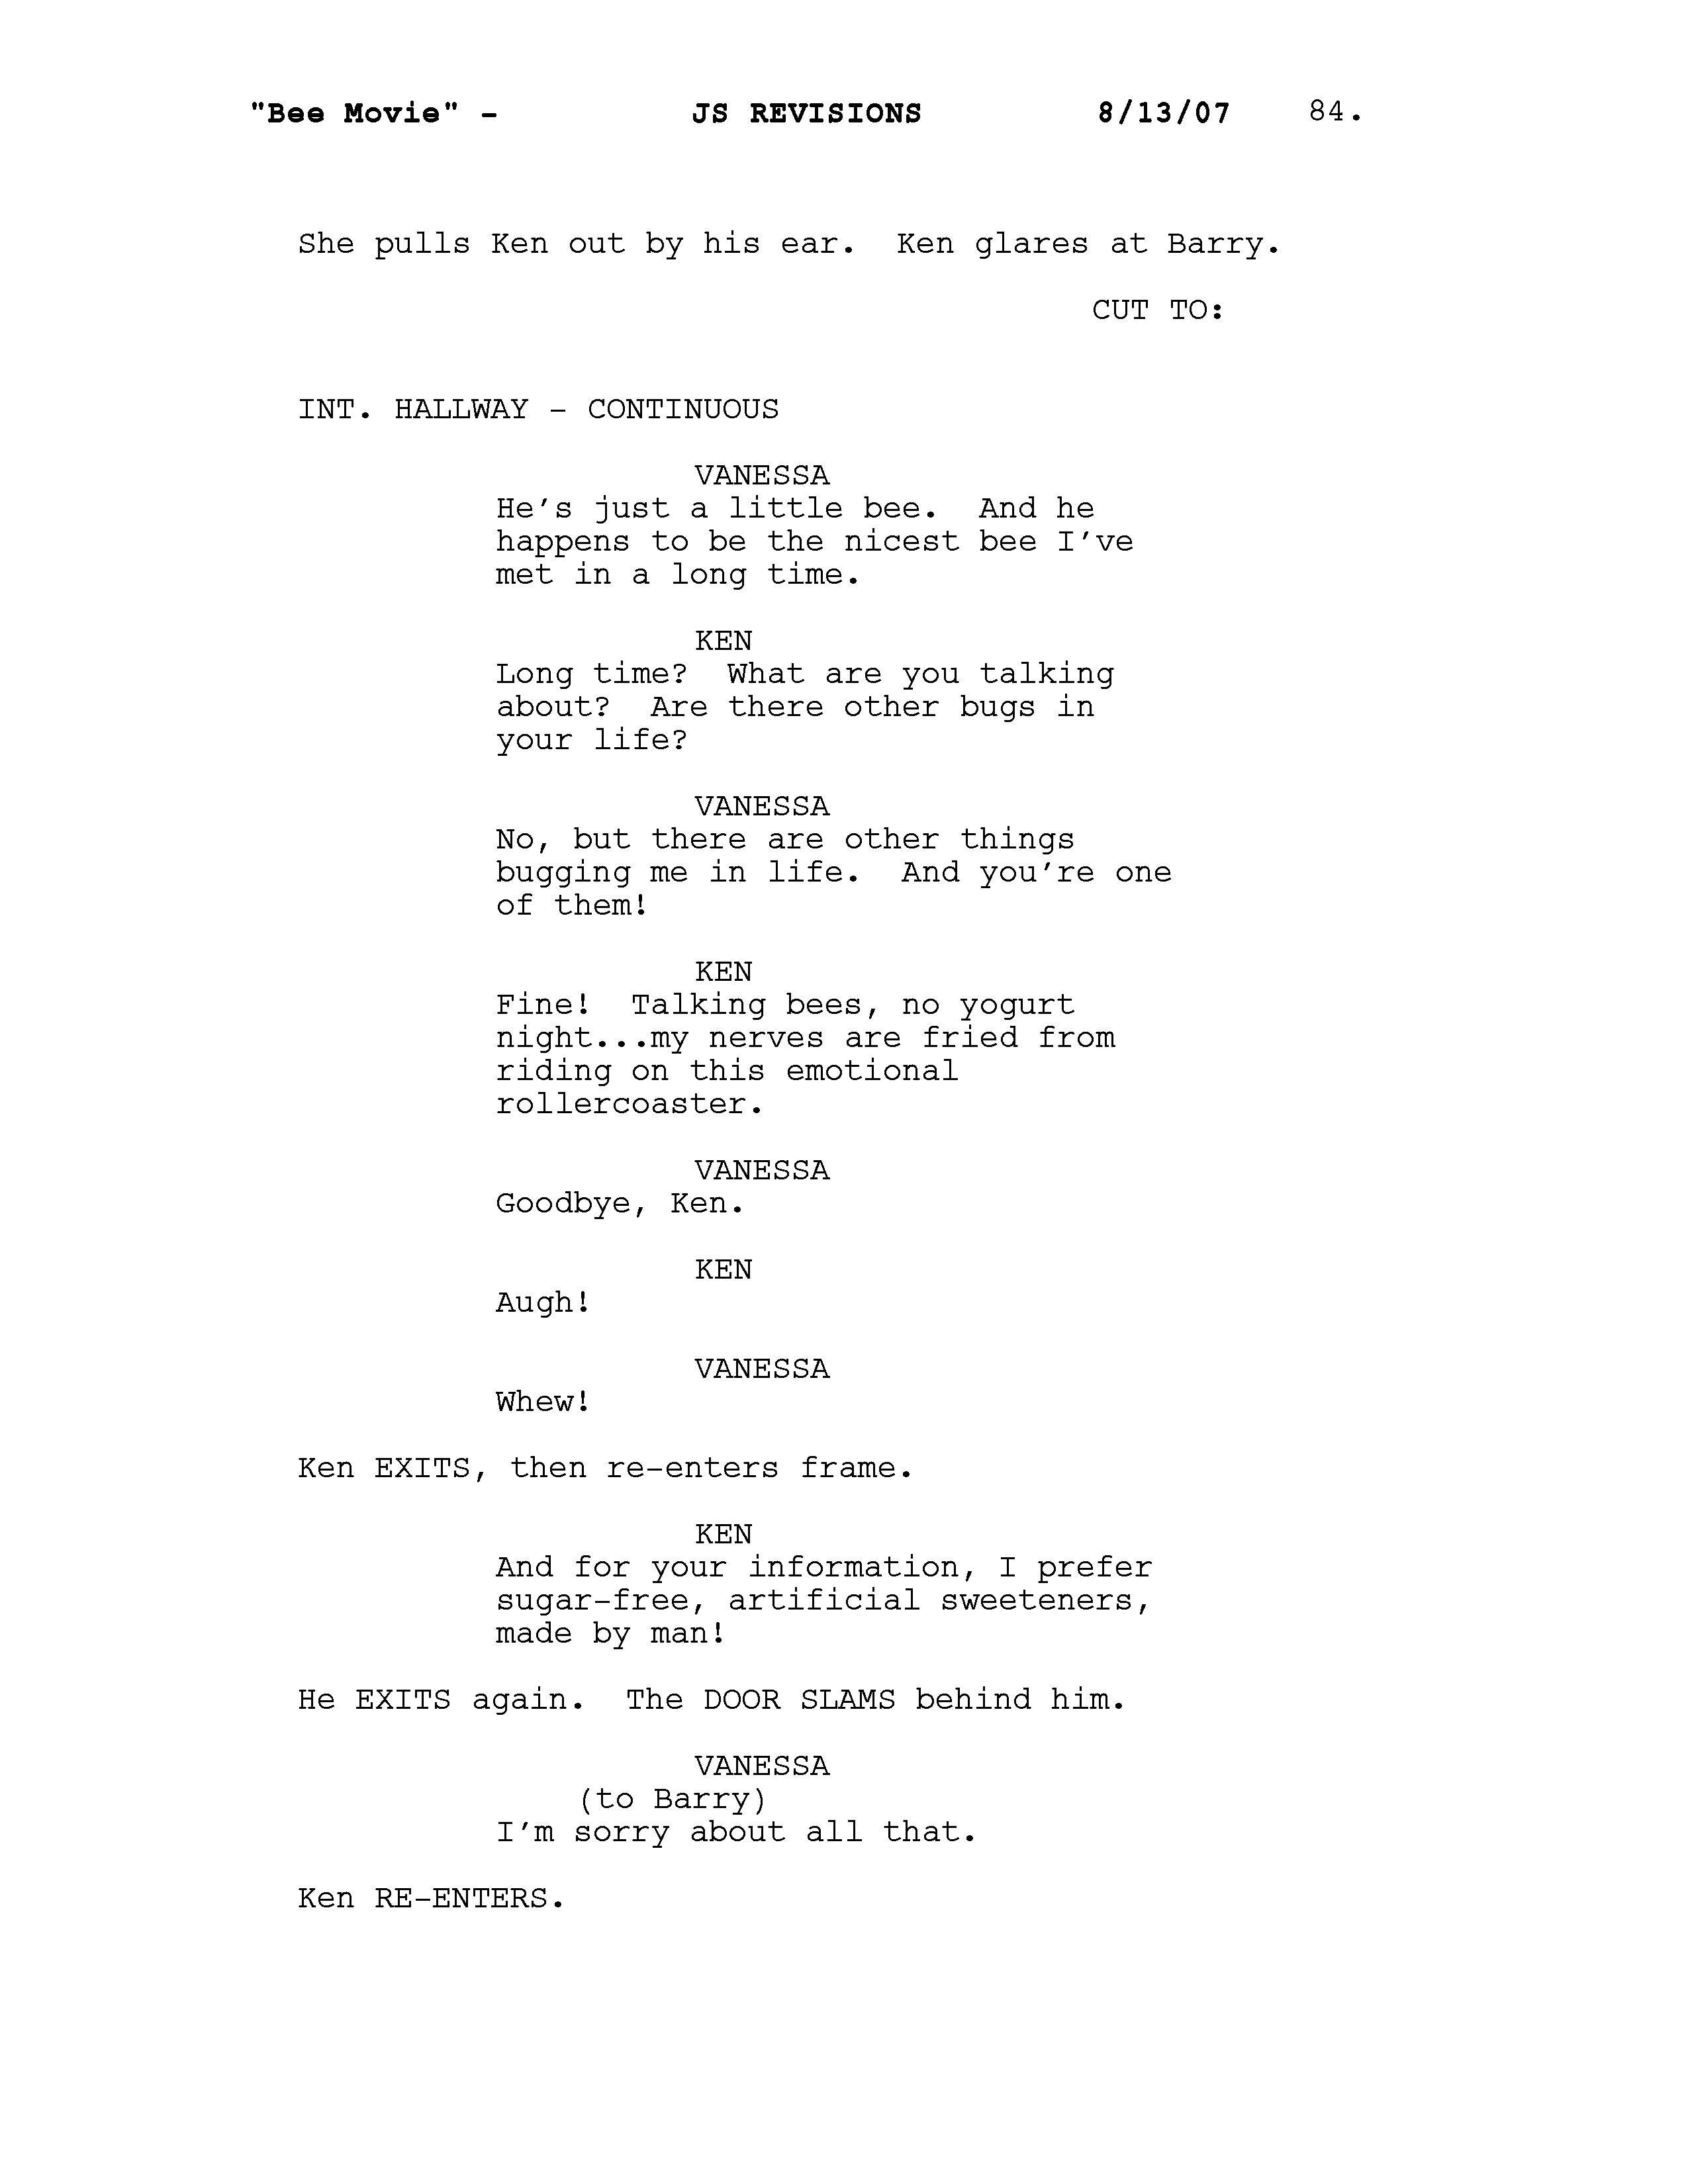 "Bee Movie" - JS REVISIONS 8/13/07 84.
She pulls Ken out by his ear.  Ken glares at Barry.
CUT TO:
INT. HALLWAY - CONTINUOUS
VANESSA
He's just a little bee.  And he
happens to be the nicest bee I've
met in a long time.
KEN
Long time?  What are you talking
about?  Are there other bugs in
your life?
VANESSA
No, but there are other things
bugging me in life.  And you're one
of them!
KEN
Fine!  Talking bees, no yogurt
night...my nerves are fried from
riding on this emotional
rollercoaster.
VANESSA
Goodbye, Ken.
KEN
Augh!
VANESSA
Whew!
Ken EXITS, then re-enters frame.
KEN
And for your information, I prefer
sugar-free, artificial sweeteners,
made by man!
He EXITS again.  The DOOR SLAMS behind him.
VANESSA
(to Barry)
I'm sorry about all that.
Ken RE-ENTERS.